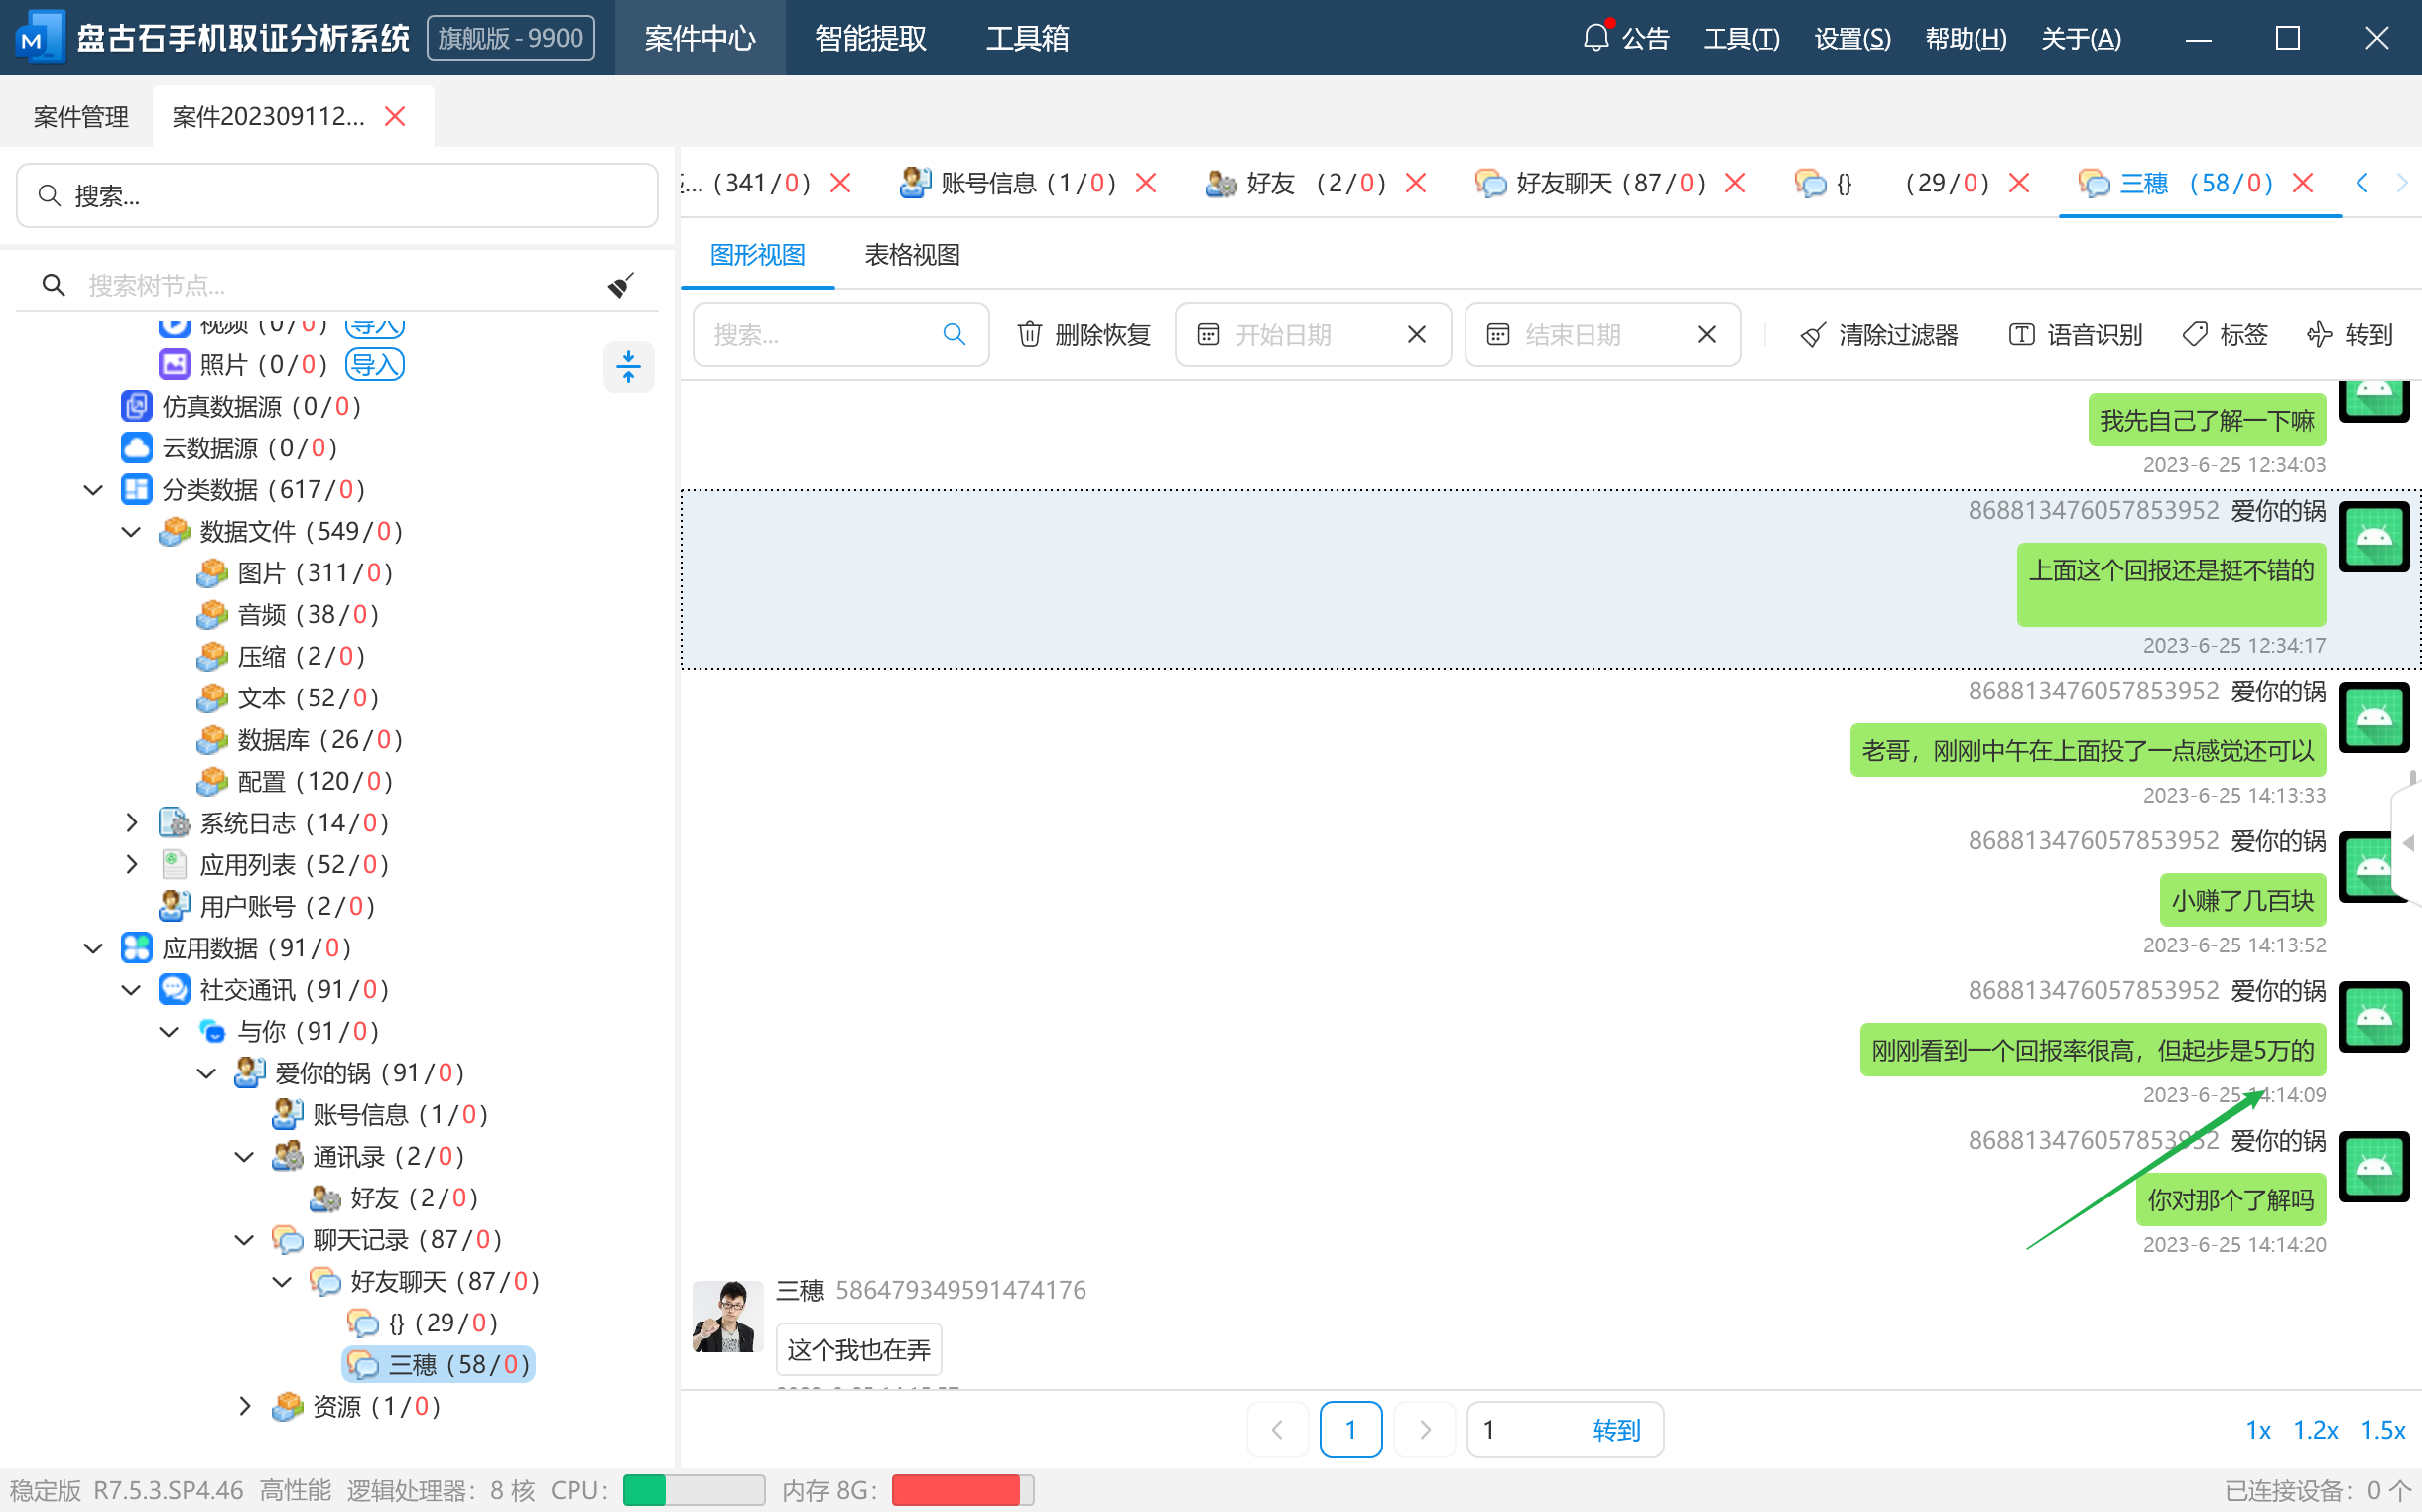 盘古石手机取证分析系统 旗舰版 - 9900 案件中心 智能提取 工具箱 公告 工具(T) 设置(S) 帮助(H) 关于(A)
案件管理 案件202309112...
搜索...
搜索树节点...
视频 (0/0) 导入
照片 (0/0) 导入
仿真数据源 (0/0)
云数据源 (0/0)
分类数据 (617/0)
数据文件 (549/0)
图片 (311/0)
音频 (38/0)
压缩 (2/0)
文本 (52/0)
数据库 (26/0)
配置 (120/0)
系统日志 (14/0)
应用列表 (52/0)
用户账号 (2/0)
应用数据 (91/0)
社交通讯 (91/0)
与你 (91/0)
爱你的锅 (91/0)
账号信息 (1/0)
通讯录 (2/0)
好友 (2/0)
聊天记录 (87/0)
好友聊天 (87/0)
{} (29/0)
三穗 (58/0)
资源 (1/0)
... (341/0) 账号信息 (1/0) 好友 (2/0) 好友聊天 (87/0) {} (29/0) 三穗 (58/0)
图形视图 表格视图
搜索... 删除恢复 开始日期 结束日期 清除过滤器 语音识别 标签 转到
我先自己了解一下嘛
2023-6-25 12:34:03
868813476057853952 爱你的锅
上面这个回报还是挺不错的
2023-6-25 12:34:17
868813476057853952 爱你的锅
老哥，刚刚中午在上面投了一点感觉还可以
2023-6-25 14:13:33
868813476057853952 爱你的锅
小赚了几百块
2023-6-25 14:13:52
868813476057853952 爱你的锅
刚刚看到一个回报率很高，但起步是5万的
2023-6-25 14:14:09
868813476057853952 爱你的锅
你对那个了解吗
2023-6-25 14:14:20
三穗 586479349591474176
这个我也在弄
1 1 转到 1x 1.2x 1.5x
稳定版 R7.5.3.SP4.46 高性能 逻辑处理器：8 核 CPU： 内存 8G： 已连接设备：0 个